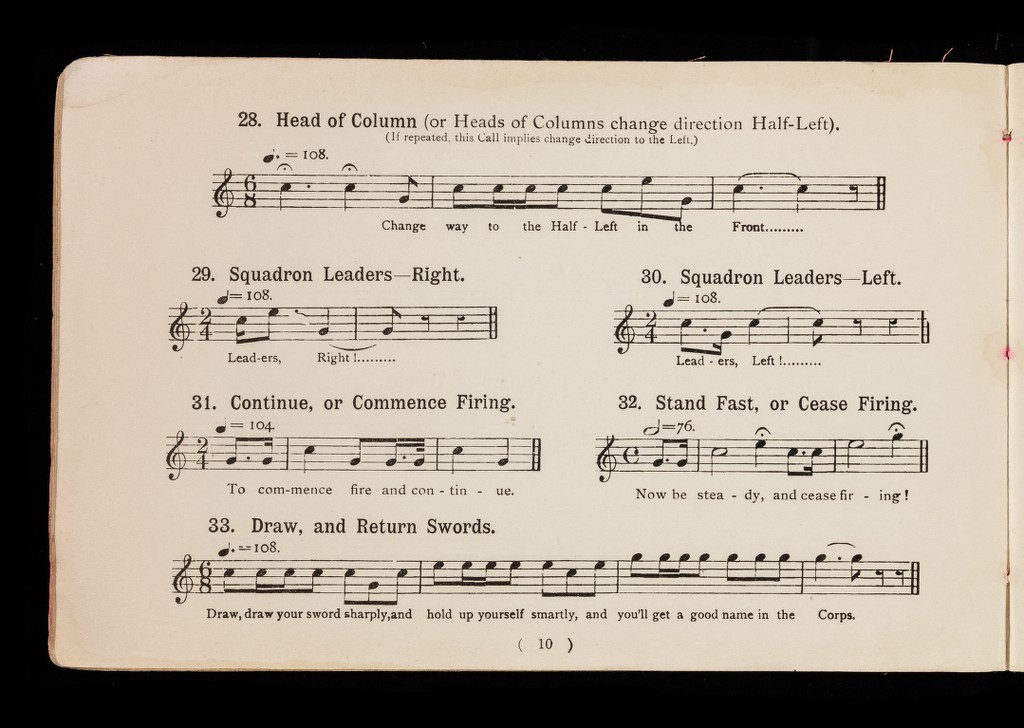 28. Head of Column (or Heads of Columns change direction Half-Left).
(If repeated, this Call implies change direction to the Left.)
♩. = 108.
Change way to the Half - Left in the Front.........
29. Squadron Leaders—Right.
♩= 108.
Lead-ers, Right!.........
30. Squadron Leaders—Left.
♩= 108.
Lead - ers, Left!.........
31. Continue, or Commence Firing.
♩ = 104.
To com-mence fire and con - tin - ue.
32. Stand Fast, or Cease Firing.
𝅗𝅥=76.
Now be stea - dy, and cease fir - ing!
33. Draw, and Return Swords.
♩. = 108.
Draw, draw your sword sharply, and hold up yourself smartly, and you'll get a good name in the Corps.
( 10 )